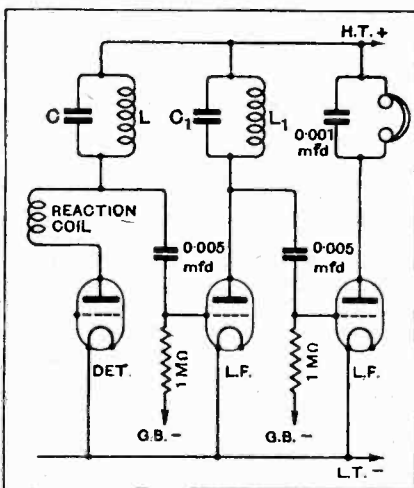 H.T.+
C
L
C1
L1
0·001
mfd
REACTION
COIL
0·005
mfd
0·005
mfd
1 MΩ
1 MΩ
DET.
L.F.
L.F.
G.B.-
G.B.-
L.T.-